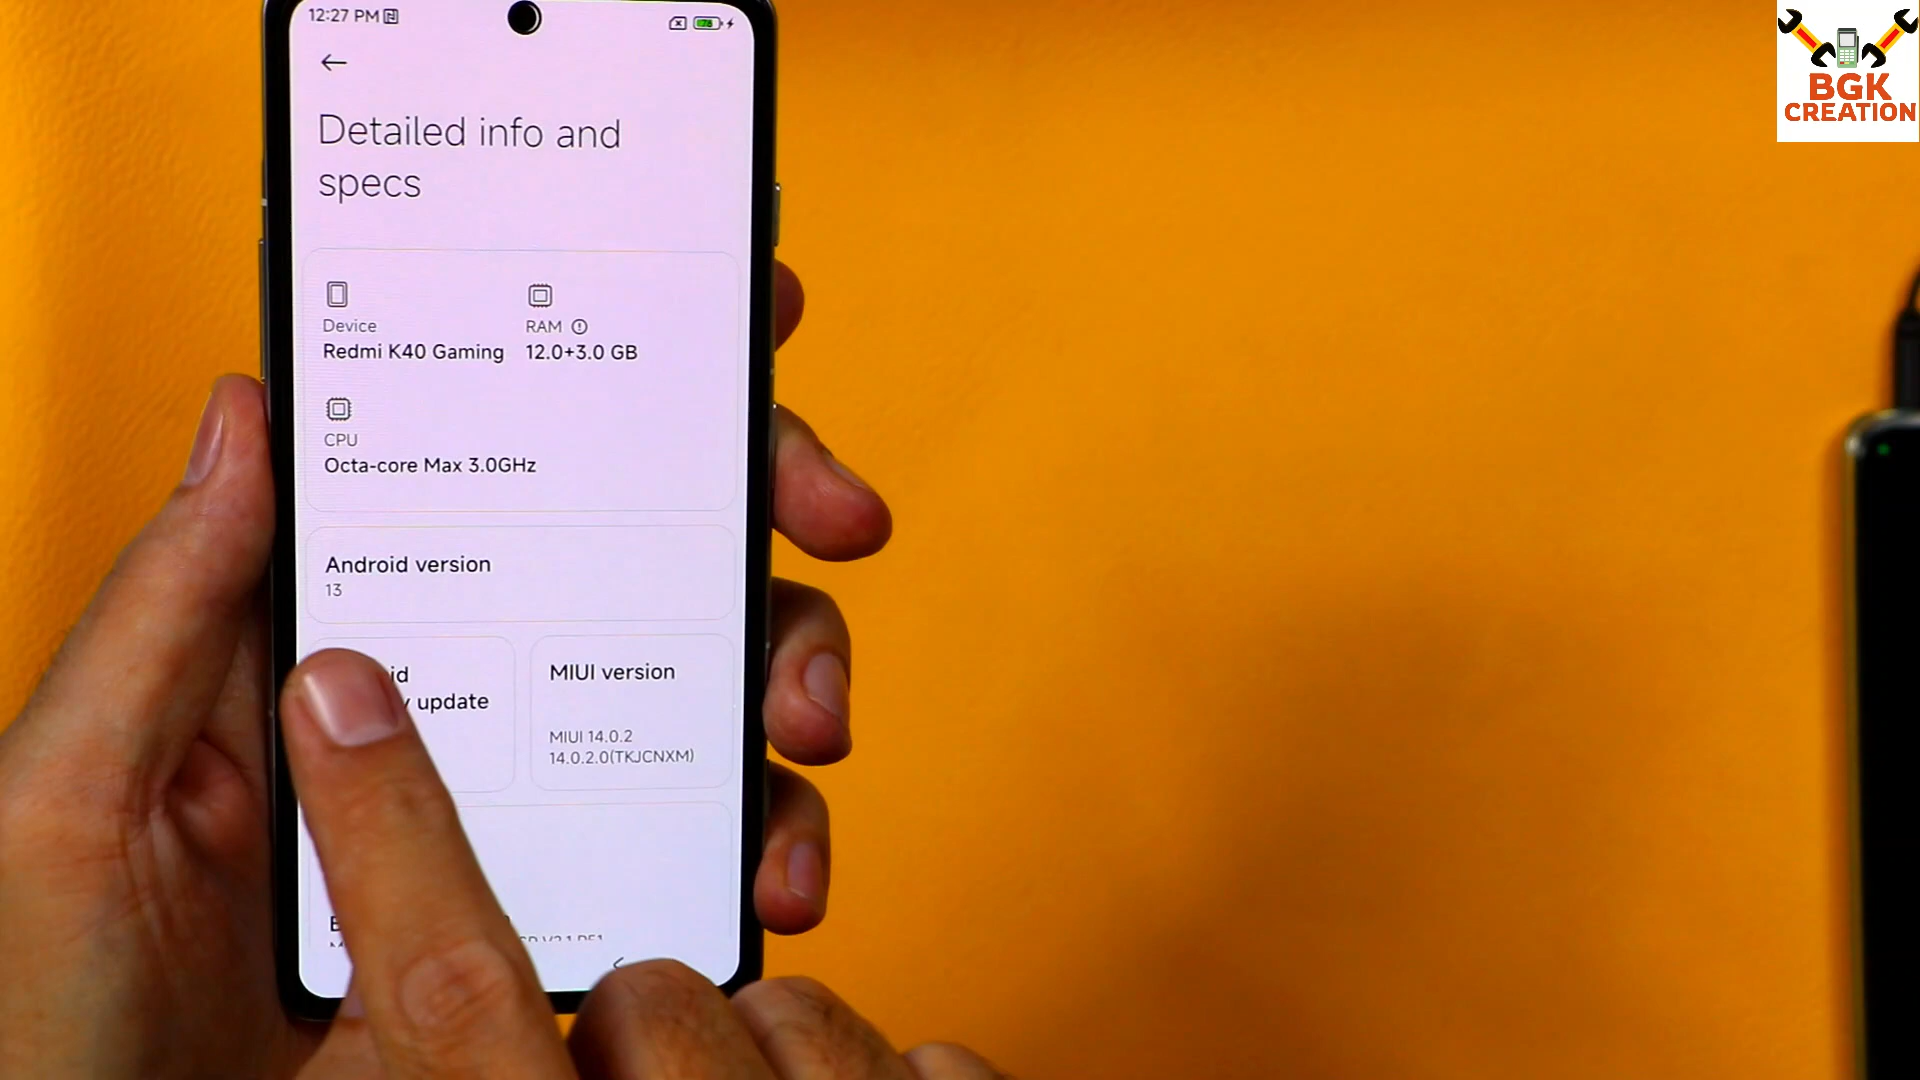 12:27 PM
78
BGK
CREATION
Detailed info and
specs
Device
Redmi K40 Gaming
RAM
12.0+3.0 GB
CPU
Octa-core Max 3.0GHz
Android version
13
update
MIUI version
MIUI 14.0.2
14.0.2.0(TKJCNXM)